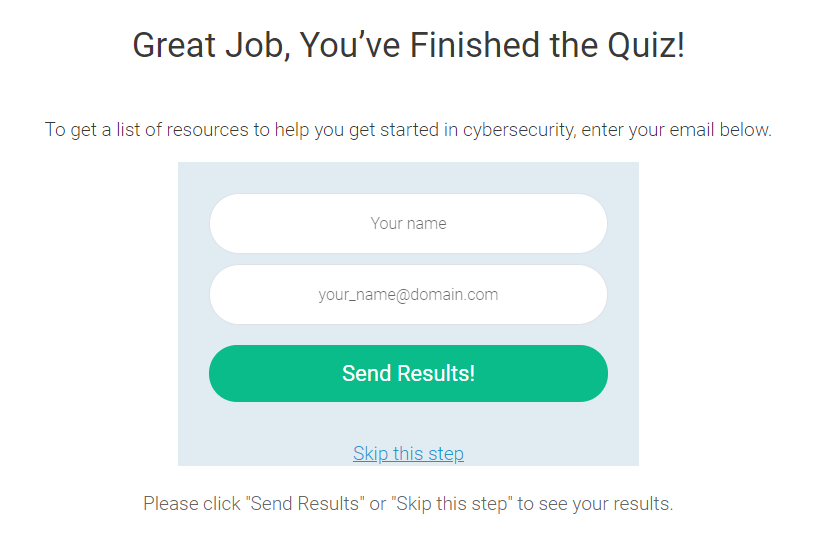 Great Job, You’ve Finished the Quiz!
To get a list of resources to help you get started in cybersecurity, enter your email below.
Your name
your_name@domain.com
Send Results!
Skip this step
Please click "Send Results" or "Skip this step" to see your results.